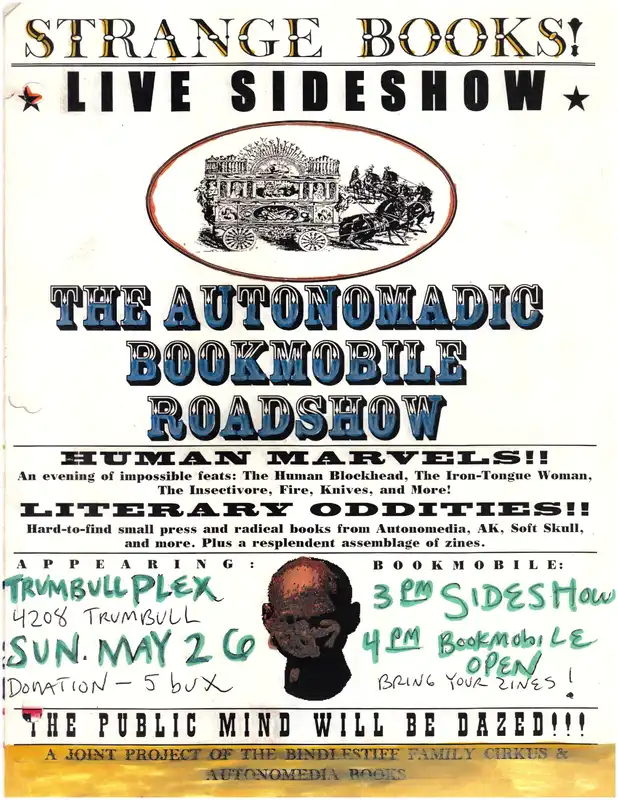 STRANGE BOOKS!
LIVE SIDESHOW
THE AUTONOMADIC
BOOKMOBILE
ROADSHOW
HUMAN MARVELS!!
An evening of impossible feats: The Human Blockhead, The Iron-Tongue Woman,
The Insectivore, Fire, Knives, and More!
LITERARY ODDITIES!!
Hard-to-find small press and radical books from Autonomedia, AK, Soft Skull,
and more. Plus a resplendent assemblage of zines.
APPEARING:
TRUMBULLPLEX
4208 TRUMBULL
SUN. MAY 26
DONATION – 5 bux
BOOKMOBILE:
3 PM SIDESHOW
4 PM BOOKMOBILE
OPEN
BRING YOUR ZINES!
THE PUBLIC MIND WILL BE DAZED!!!
A JOINT PROJECT OF THE BINDLESTIFF FAMILY CIRKUS &
AUTONOMEDIA BOOKS